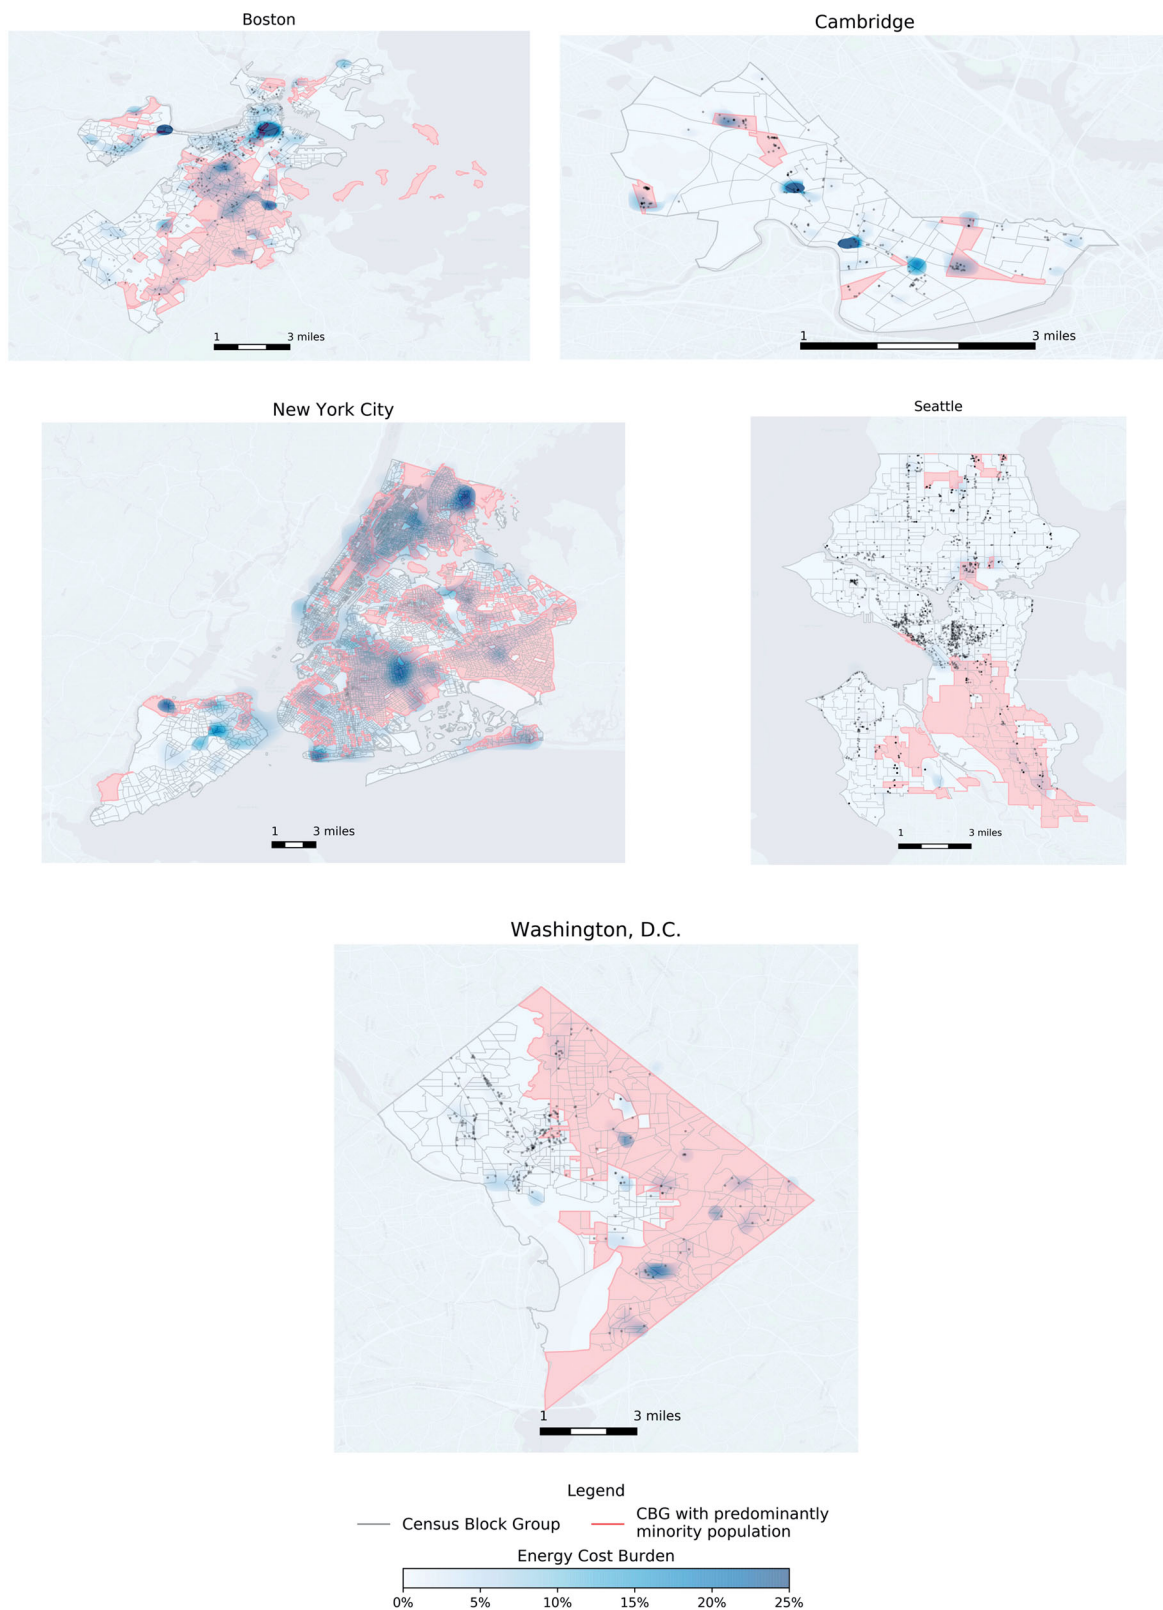 Boston
Cambridge
1 3 miles
1 3 miles
New York City
Seattle
1 3 miles
1 3 miles
Washington, D.C.
1 3 miles
Legend
Census Block Group
CBG with predominantly
minority population
Energy Cost Burden
0% 5% 10% 15% 20% 25%